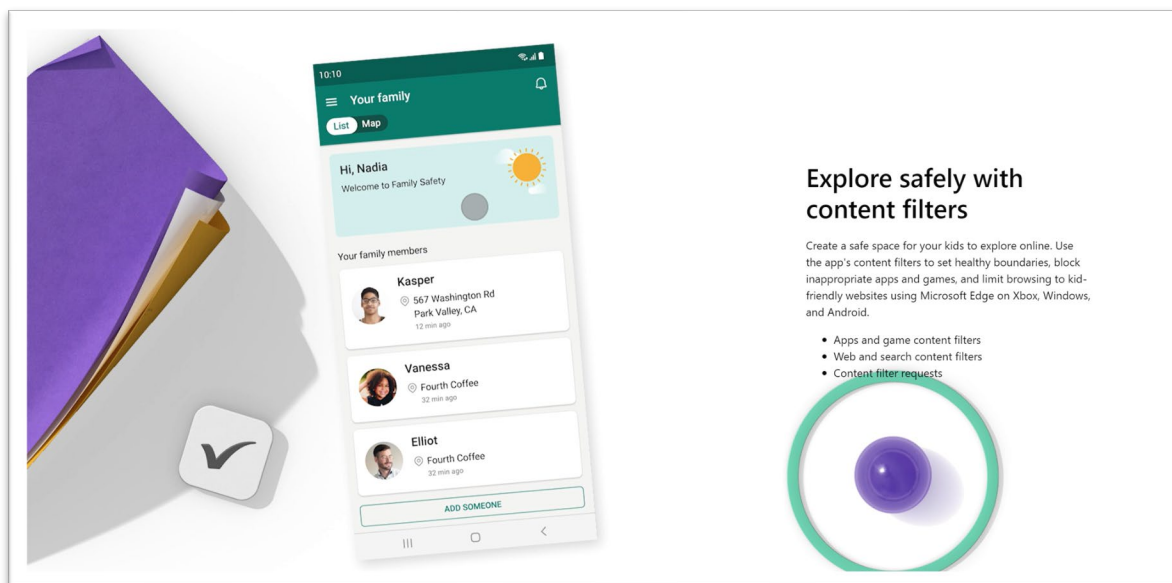 10:10
Your family
List Map
Hi, Nadia
Welcome to Family Safety
Your family members
Kasper
567 Washington Rd
Park Valley, CA
12 min ago
Vanessa
Fourth Coffee
32 min ago
Elliot
Fourth Coffee
32 min ago
ADD SOMEONE
Explore safely with
content filters
Create a safe space for your kids to explore online. Use
the app's content filters to set healthy boundaries, block
inappropriate apps and games, and limit browsing to kid-
friendly websites using Microsoft Edge on Xbox, Windows,
and Android.
• Apps and game content filters
• Web and search content filters
• Content filter requests